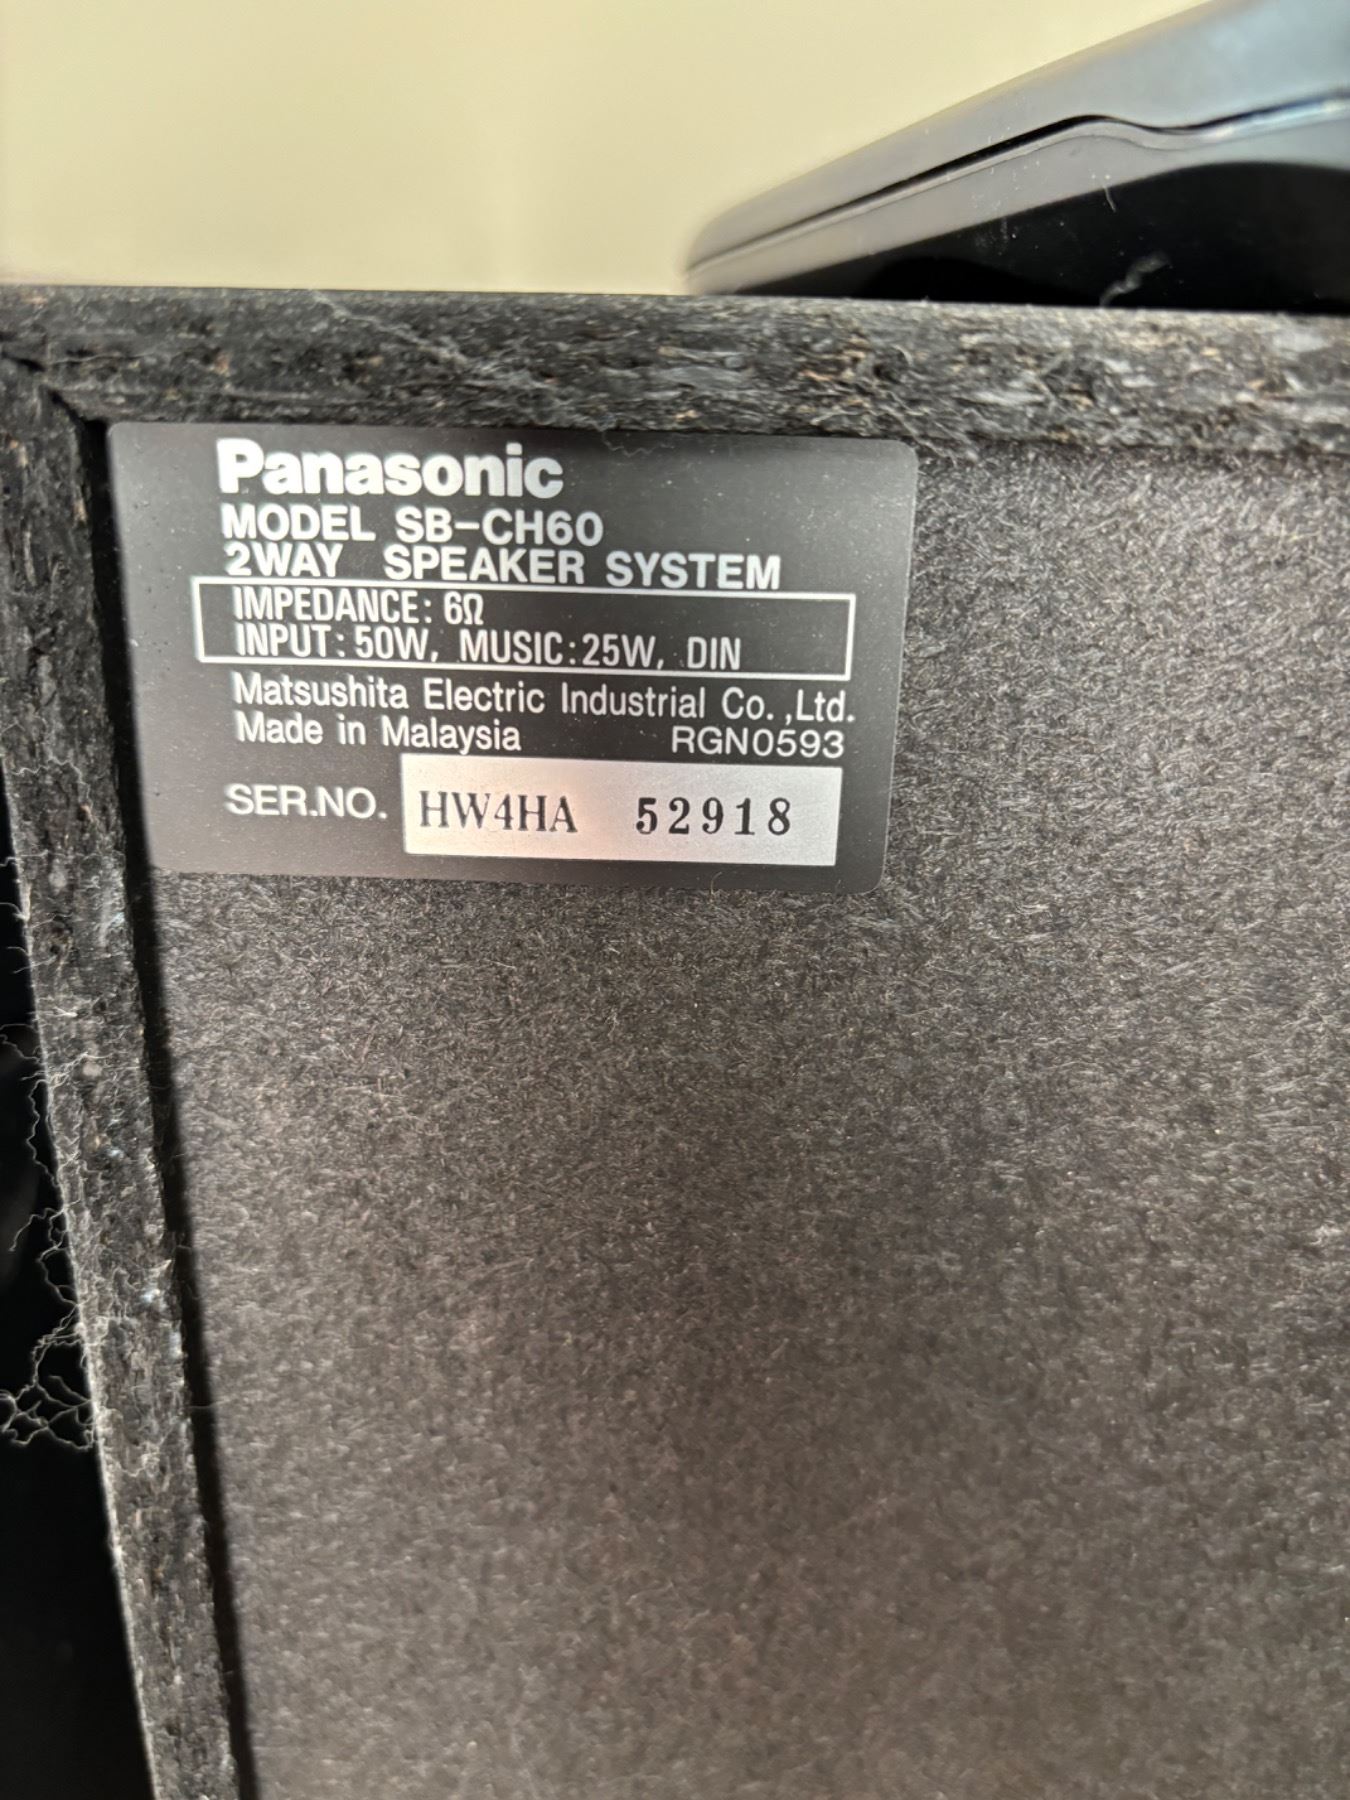 Panasonic
MODEL SB-CH60
2WAY SPEAKER SYSTEM
IMPEDANCE: 6Ω
INPUT: 50W, MUSIC: 25W, DIN
Matsushita Electric Industrial Co.,Ltd.
Made in Malaysia RGN0593
SER.NO. HW4HA 52918